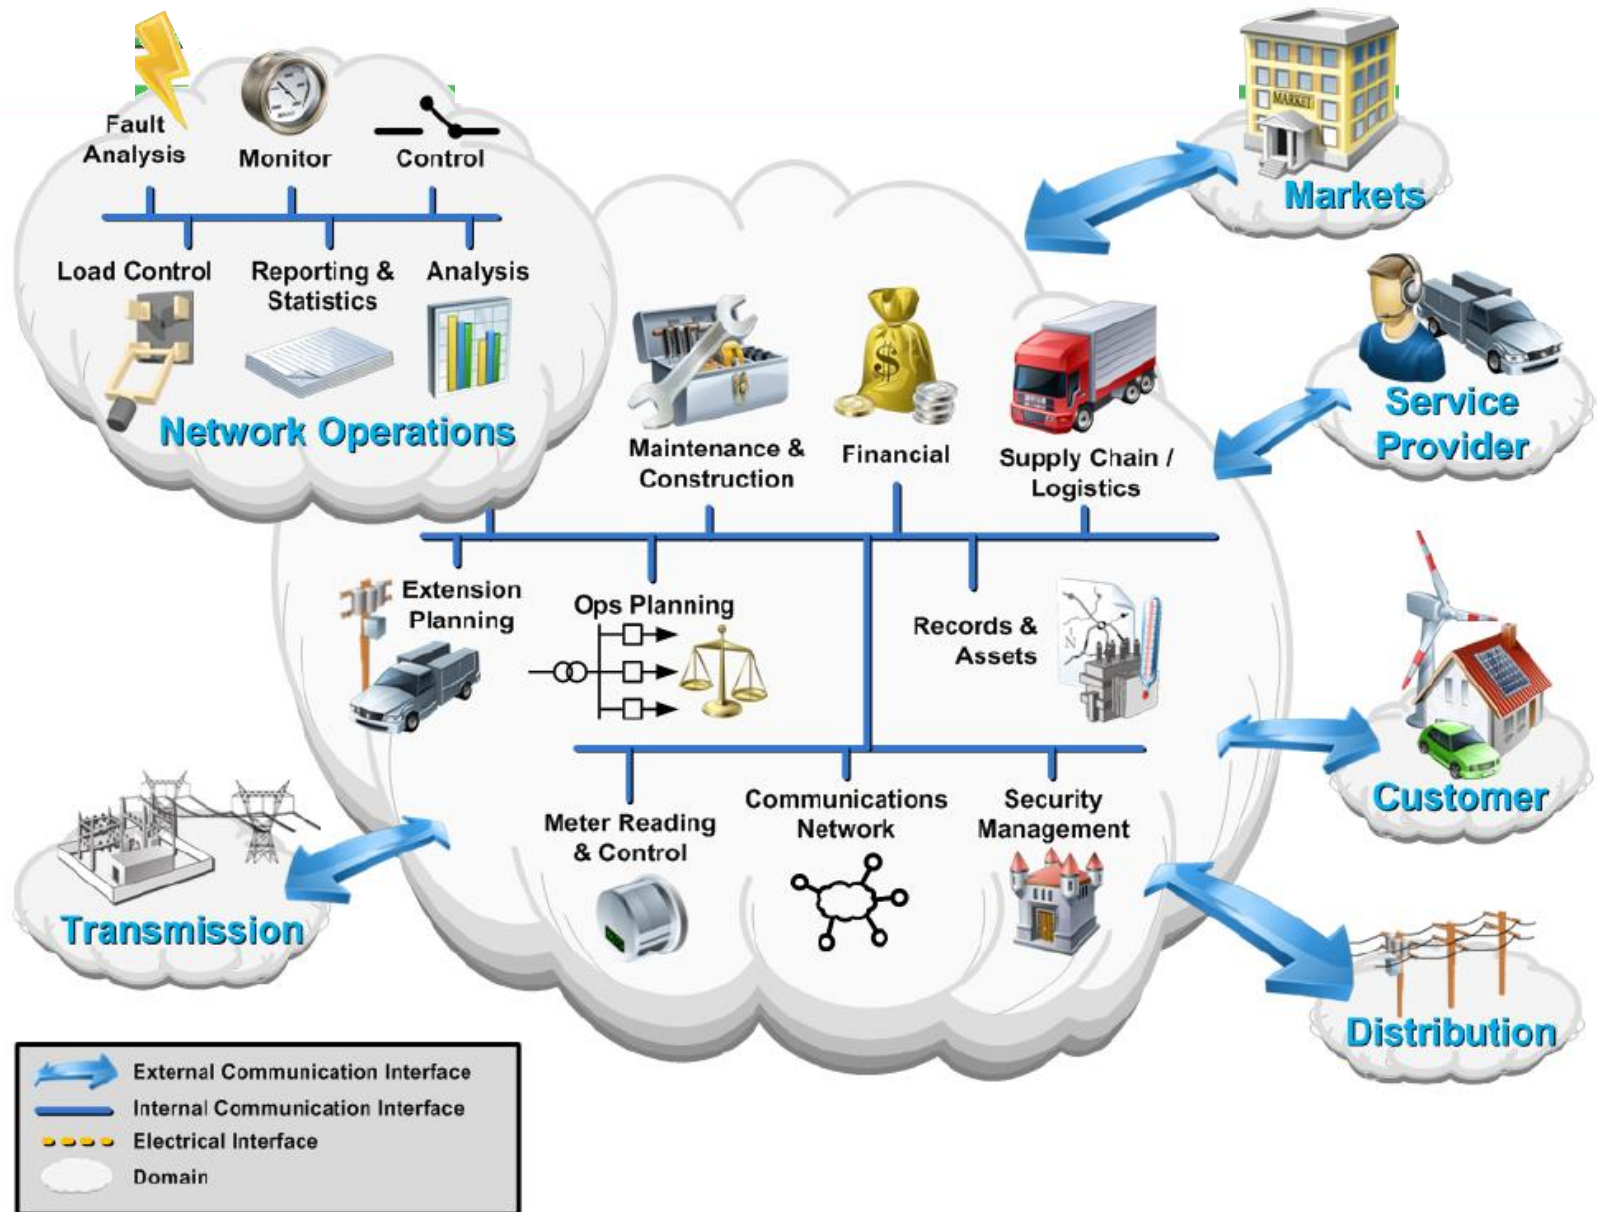 Fault
Analysis
Monitor
Control
Load Control
Reporting &
Statistics
Analysis
Network Operations
MARKET
Markets
Service
Provider
Maintenance &
Construction
Financial
$
Supply Chain /
Logistics
Extension
Planning
Ops Planning
Records &
Assets
Customer
Meter Reading
& Control
Communications
Network
Security
Management
Transmission
Distribution
External Communication Interface
Internal Communication Interface
Electrical Interface
Domain